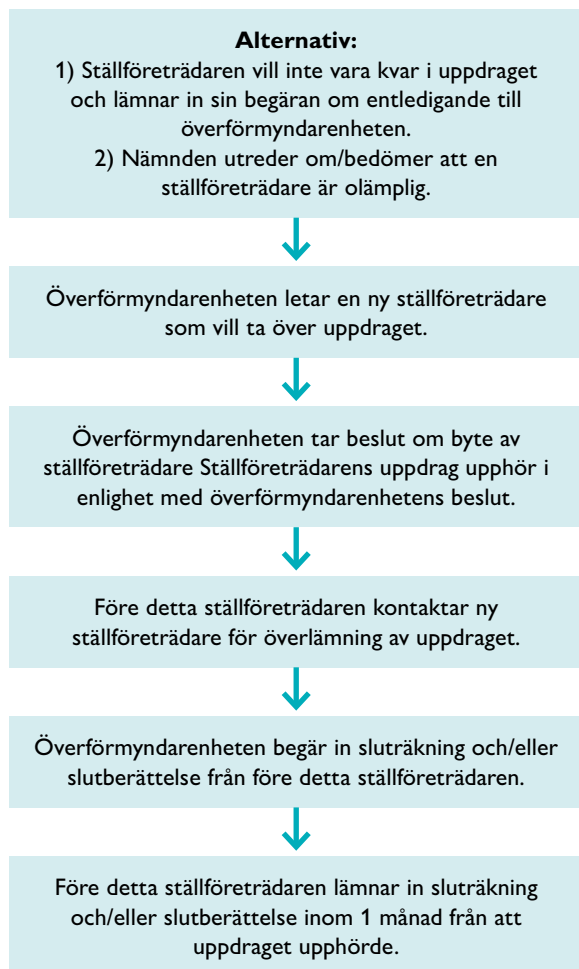 Alternativ:
1) Ställföreträdaren vill inte vara kvar i uppdraget
och lämnar in sin begäran om entledigande till
överförmyndarenheten.
2) Nämnden utreder om/bedömer att en
ställföreträdare är olämplig.
Överförmyndarenheten letar en ny ställföreträdare
som vill ta över uppdraget.
Överförmyndarenheten tar beslut om byte av
ställföreträdare Ställföreträdarens uppdrag upphör i
enlighet med överförmyndarenhetens beslut.
Före detta ställföreträdaren kontaktar ny
ställföreträdare för överlämning av uppdraget.
Överförmyndarenheten begär in sluträkning och/eller
slutberättelse från före detta ställföreträdaren.
Före detta ställföreträdaren lämnar in sluträkning
och/eller slutberättelse inom 1 månad från att
uppdraget upphörde.